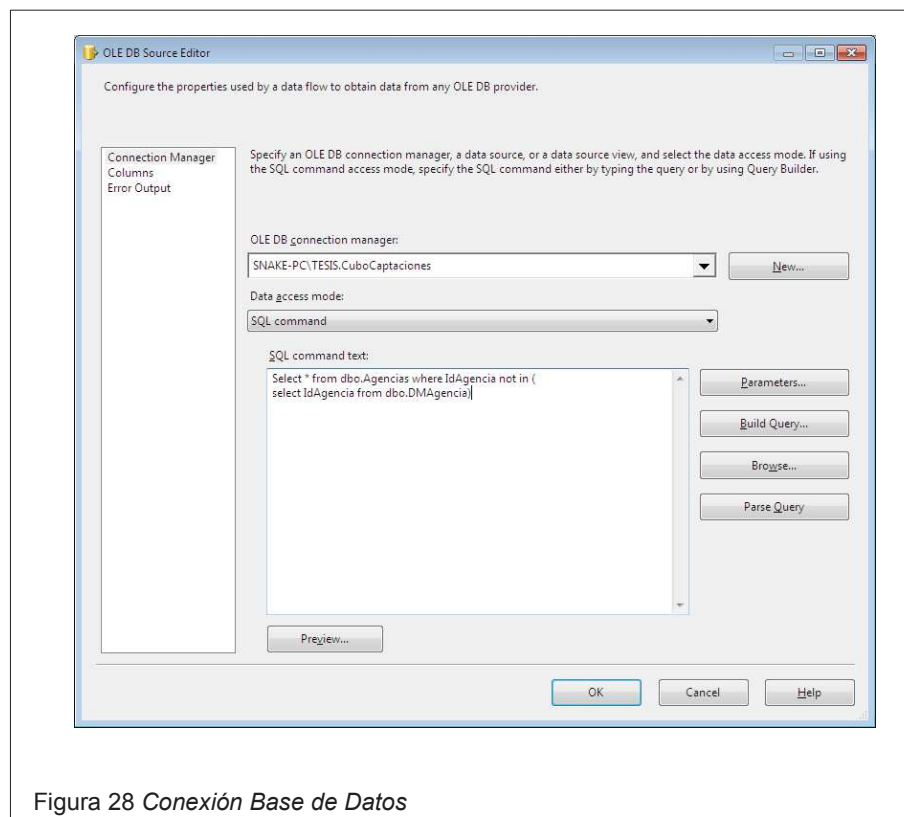 OLE DB Source Editor
Configure the properties used by a data flow to obtain data from any OLE DB provider.
Connection Manager
Columns
Error Output
Specify an OLE DB connection manager, a data source, or a data source view, and select the data access mode. If using
the SQL command access mode, specify the SQL command either by typing the query or by using Query Builder.
OLE DB connection manager:
SNAKE-PC\TESIS.CuboCaptaciones
New...
Data access mode:
SQL command
SQL command text:
Select * from dbo.Agencias where IdAgencia not in (
select IdAgencia from dbo.DMAgencia)
Parameters...
Build Query...
Browse...
Parse Query
Preview...
OK
Cancel
Help
Figura 28 Conexión Base de Datos